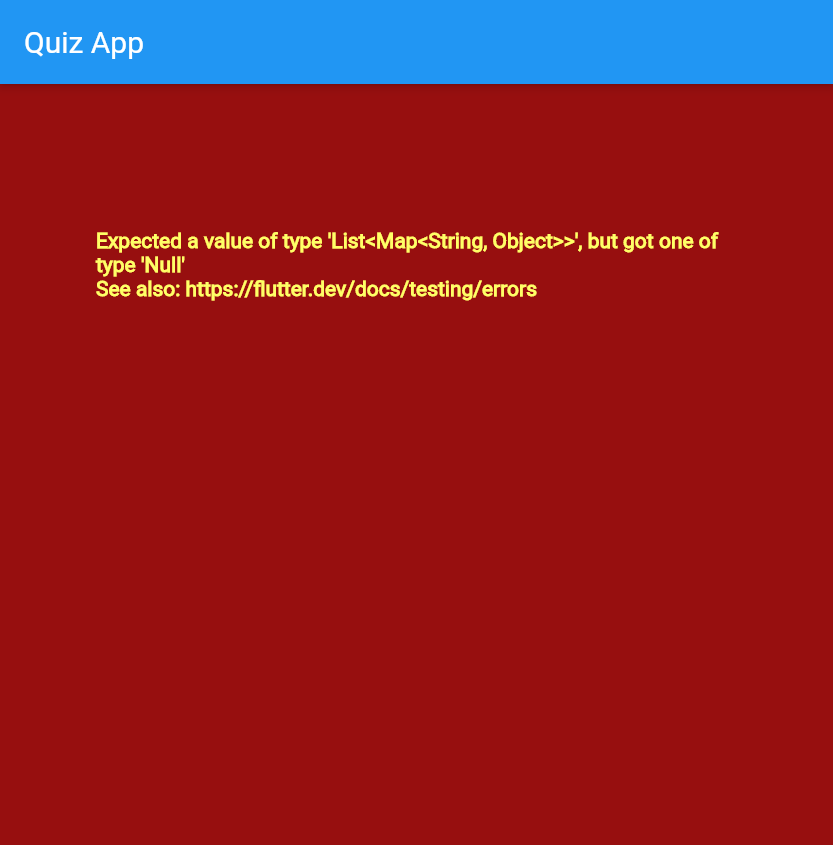 Quiz App
Expected a value of type 'List<Map<String, Object>>', but got one of
type 'Null'
See also: https://flutter.dev/docs/testing/errors